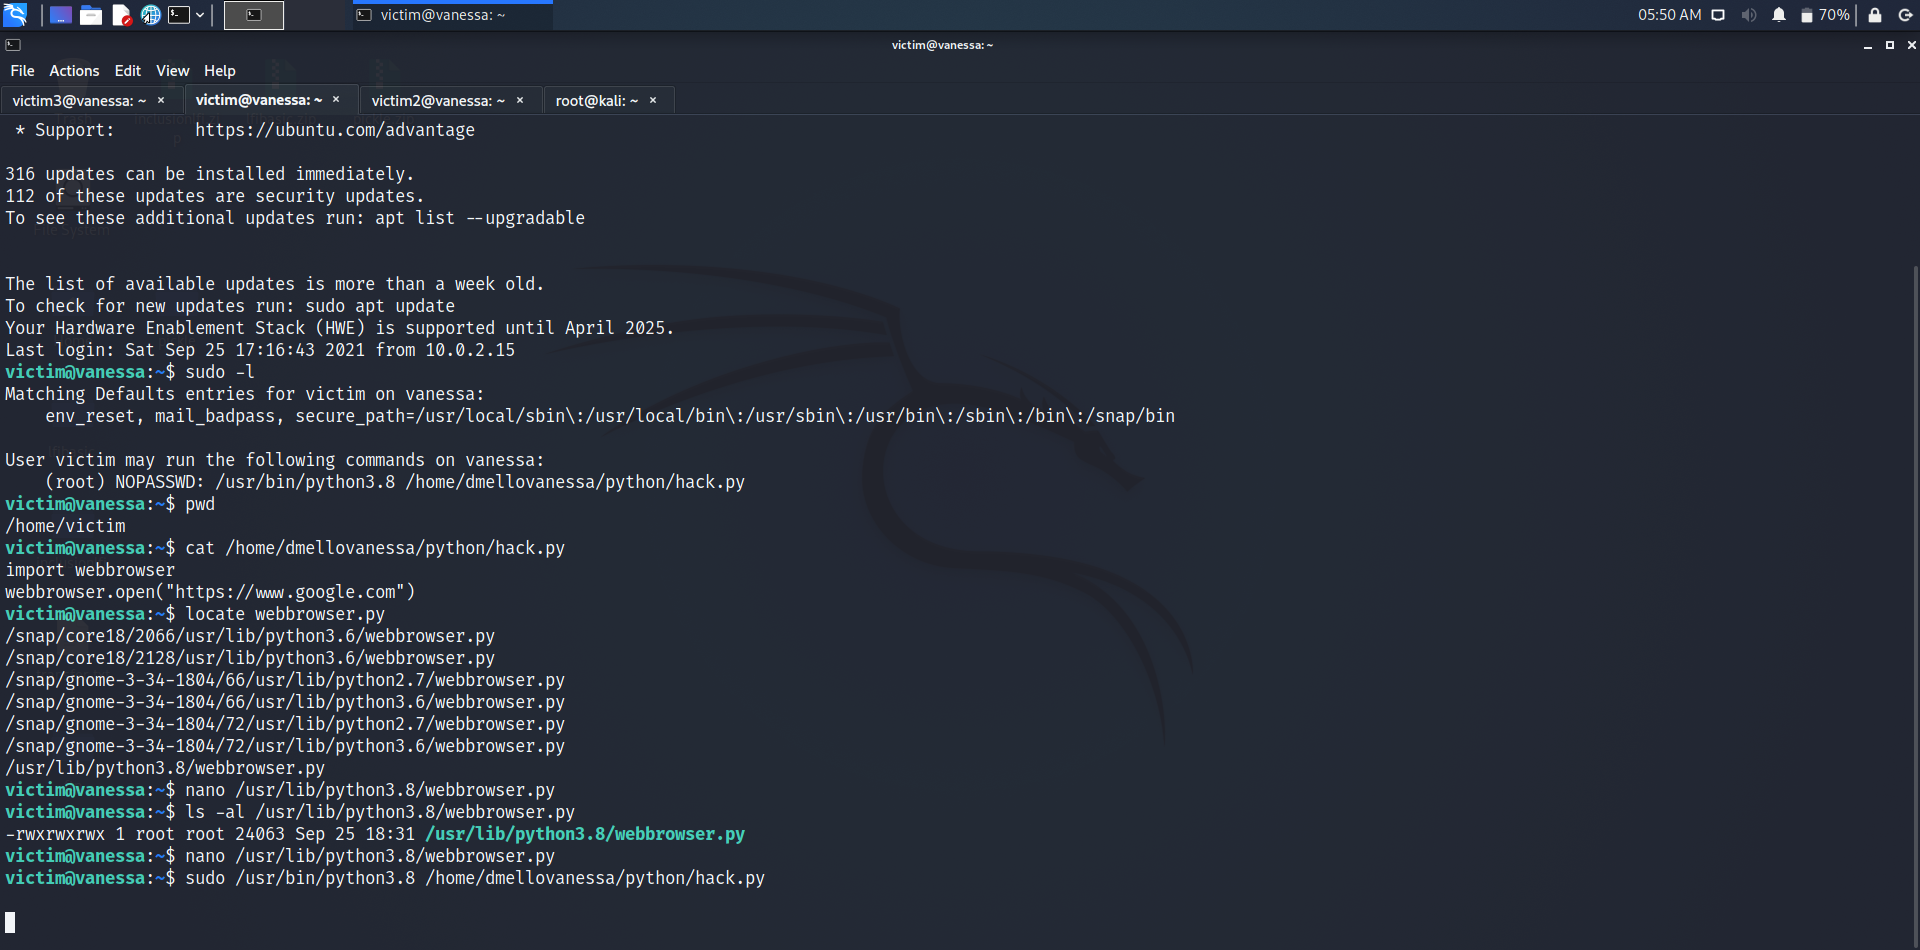 victim@vanessa: ~
05:50 AM
70%
victim@vanessa: ~
File Actions Edit View Help
victim3@vanessa: ~ × victim@vanessa: ~ × victim2@vanessa: ~ × root@kali: ~ ×
* Support:        https://ubuntu.com/advantage
316 updates can be installed immediately.
112 of these updates are security updates.
To see these additional updates run: apt list --upgradable
File System
The list of available updates is more than a week old.
To check for new updates run: sudo apt update
Your Hardware Enablement Stack (HWE) is supported until April 2025.
Last login: Sat Sep 25 17:16:43 2021 from 10.0.2.15
victim@vanessa:~$ sudo -l
Matching Defaults entries for victim on vanessa:
    env_reset, mail_badpass, secure_path=/usr/local/sbin\:/usr/local/bin\:/usr/sbin\:/usr/bin\:/sbin\:/bin\:/snap/bin
User victim may run the following commands on vanessa:
    (root) NOPASSWD: /usr/bin/python3.8 /home/dmellovanessa/python/hack.py
victim@vanessa:~$ pwd
/home/victim
victim@vanessa:~$ cat /home/dmellovanessa/python/hack.py
import webbrowser
webbrowser.open("https://www.google.com")
victim@vanessa:~$ locate webbrowser.py
/snap/core18/2066/usr/lib/python3.6/webbrowser.py
/snap/core18/2128/usr/lib/python3.6/webbrowser.py
/snap/gnome-3-34-1804/66/usr/lib/python2.7/webbrowser.py
/snap/gnome-3-34-1804/66/usr/lib/python3.6/webbrowser.py
/snap/gnome-3-34-1804/72/usr/lib/python2.7/webbrowser.py
/snap/gnome-3-34-1804/72/usr/lib/python3.6/webbrowser.py
/usr/lib/python3.8/webbrowser.py
victim@vanessa:~$ nano /usr/lib/python3.8/webbrowser.py
victim@vanessa:~$ ls -al /usr/lib/python3.8/webbrowser.py
-rwxrwxrwx 1 root root 24063 Sep 25 18:31 /usr/lib/python3.8/webbrowser.py
victim@vanessa:~$ nano /usr/lib/python3.8/webbrowser.py
victim@vanessa:~$ sudo /usr/bin/python3.8 /home/dmellovanessa/python/hack.py